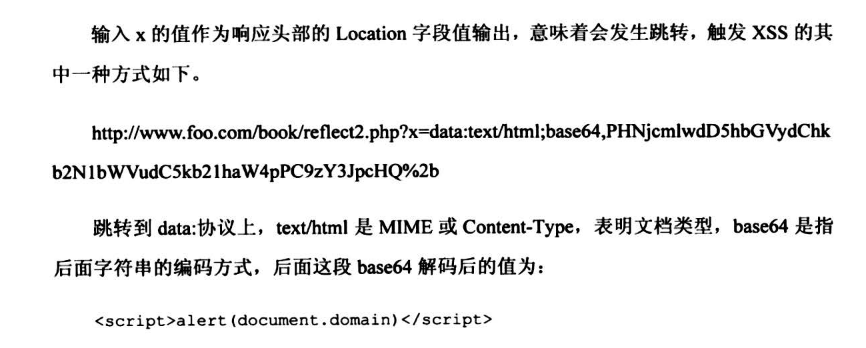 输入 x 的值作为响应头部的 Location 字段值输出，意味着会发生跳转，触发 XSS 的其
中一种方式如下。
http://www.foo.com/book/reflect2.php?x=data:text/html;base64,PHNjcmlwdD5hbGVydChk
b2N1bWVudC5kb21haW4pPC9zY3JpcHQ%2b
跳转到 data:协议上，text/html 是 MIME 或 Content-Type，表明文档类型，base64 是指
后面字符串的编码方式，后面这段 base64 解码后的值为：
<script>alert(document.domain)</script>